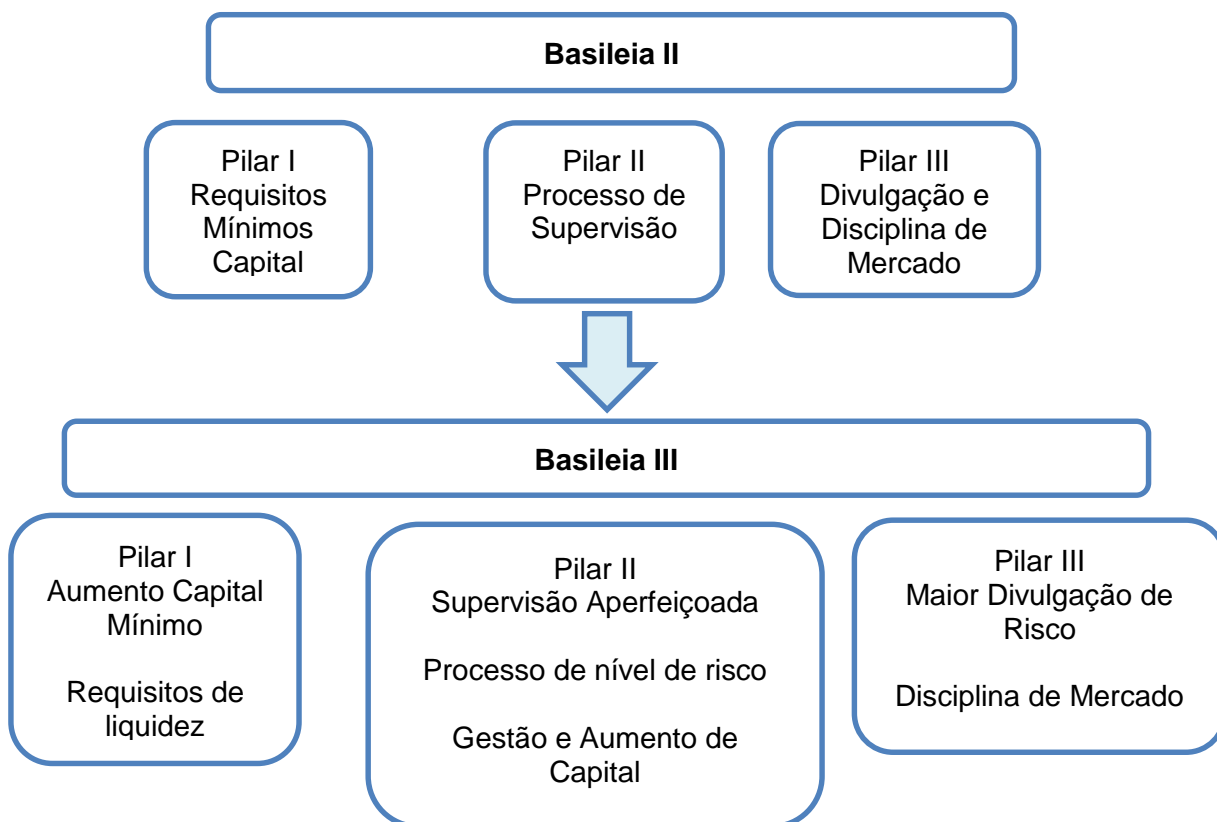 Basileia II
Pilar I
Requisitos
Mínimos
Capital
Pilar II
Processo de
Supervisão
Pilar III
Divulgação e
Disciplina de
Mercado
Basileia III
Pilar I
Aumento Capital
Mínimo
Requisitos de
liquidez
Pilar II
Supervisão Aperfeiçoada
Processo de nível de risco
Gestão e Aumento de
Capital
Pilar III
Maior Divulgação de
Risco
Disciplina de Mercado